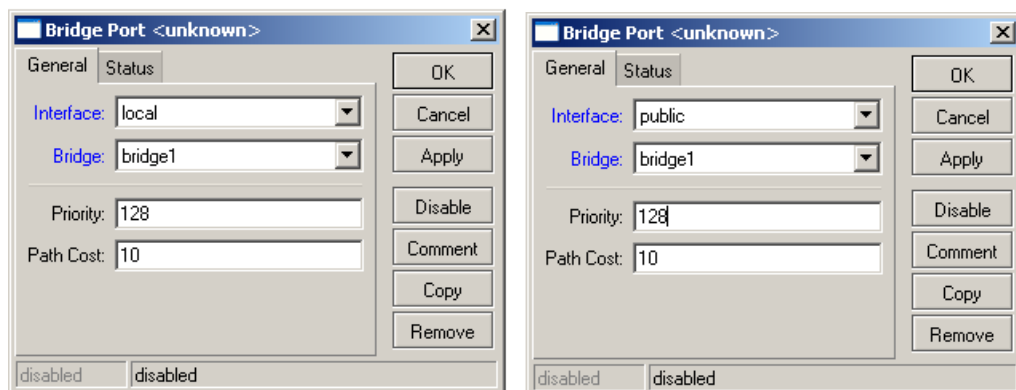 Bridge Port <unknown>
General Status
Interface: local
Bridge: bridge1
Priority: 128
Path Cost: 10
OK
Cancel
Apply
Disable
Comment
Copy
Remove
disabled disabled
Bridge Port <unknown>
General Status
Interface: public
Bridge: bridge1
Priority: 128
Path Cost: 10
OK
Cancel
Apply
Disable
Comment
Copy
Remove
disabled disabled